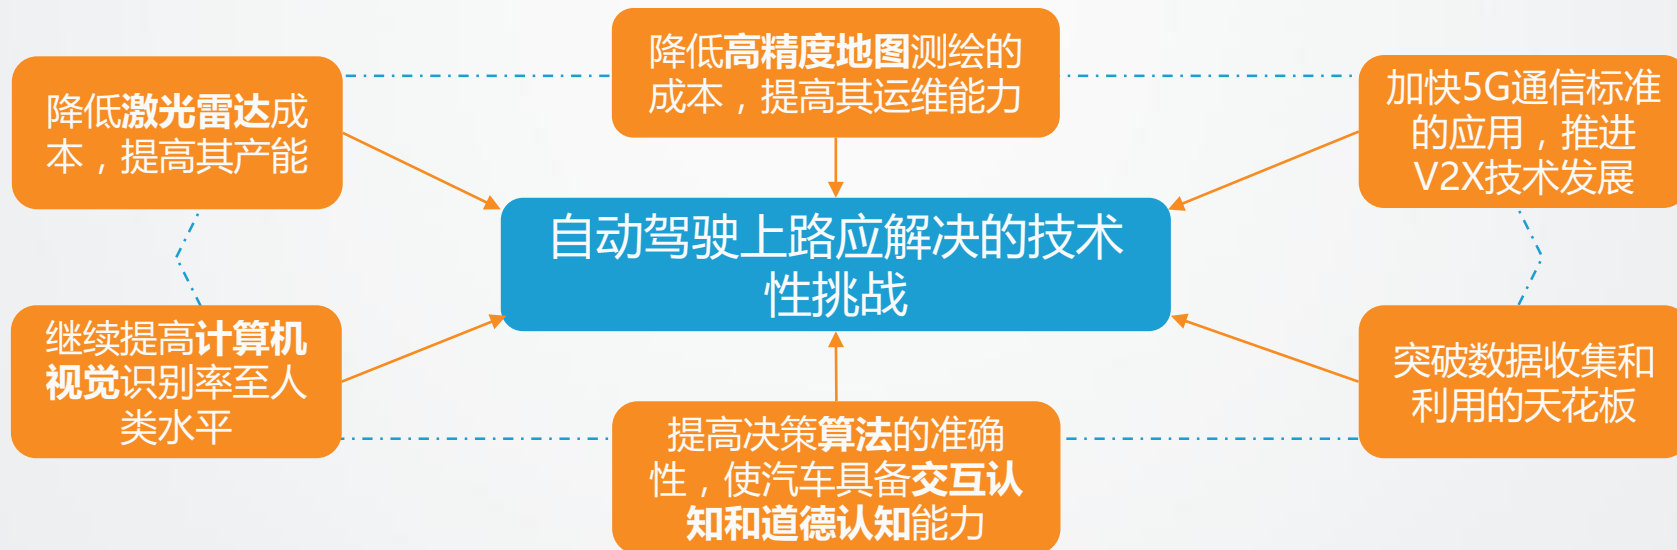 降低高精度地图测绘的
成本，提高其运维能力
降低激光雷达成
本，提高其产能
加快5G通信标准
的应用，推进
V2X技术发展
自动驾驶上路应解决的技术
性挑战
继续提高计算机
视觉识别率至人
类水平
突破数据收集和
利用的天花板
提高决策算法的准确
性，使汽车具备交互认
知和道德认知能力